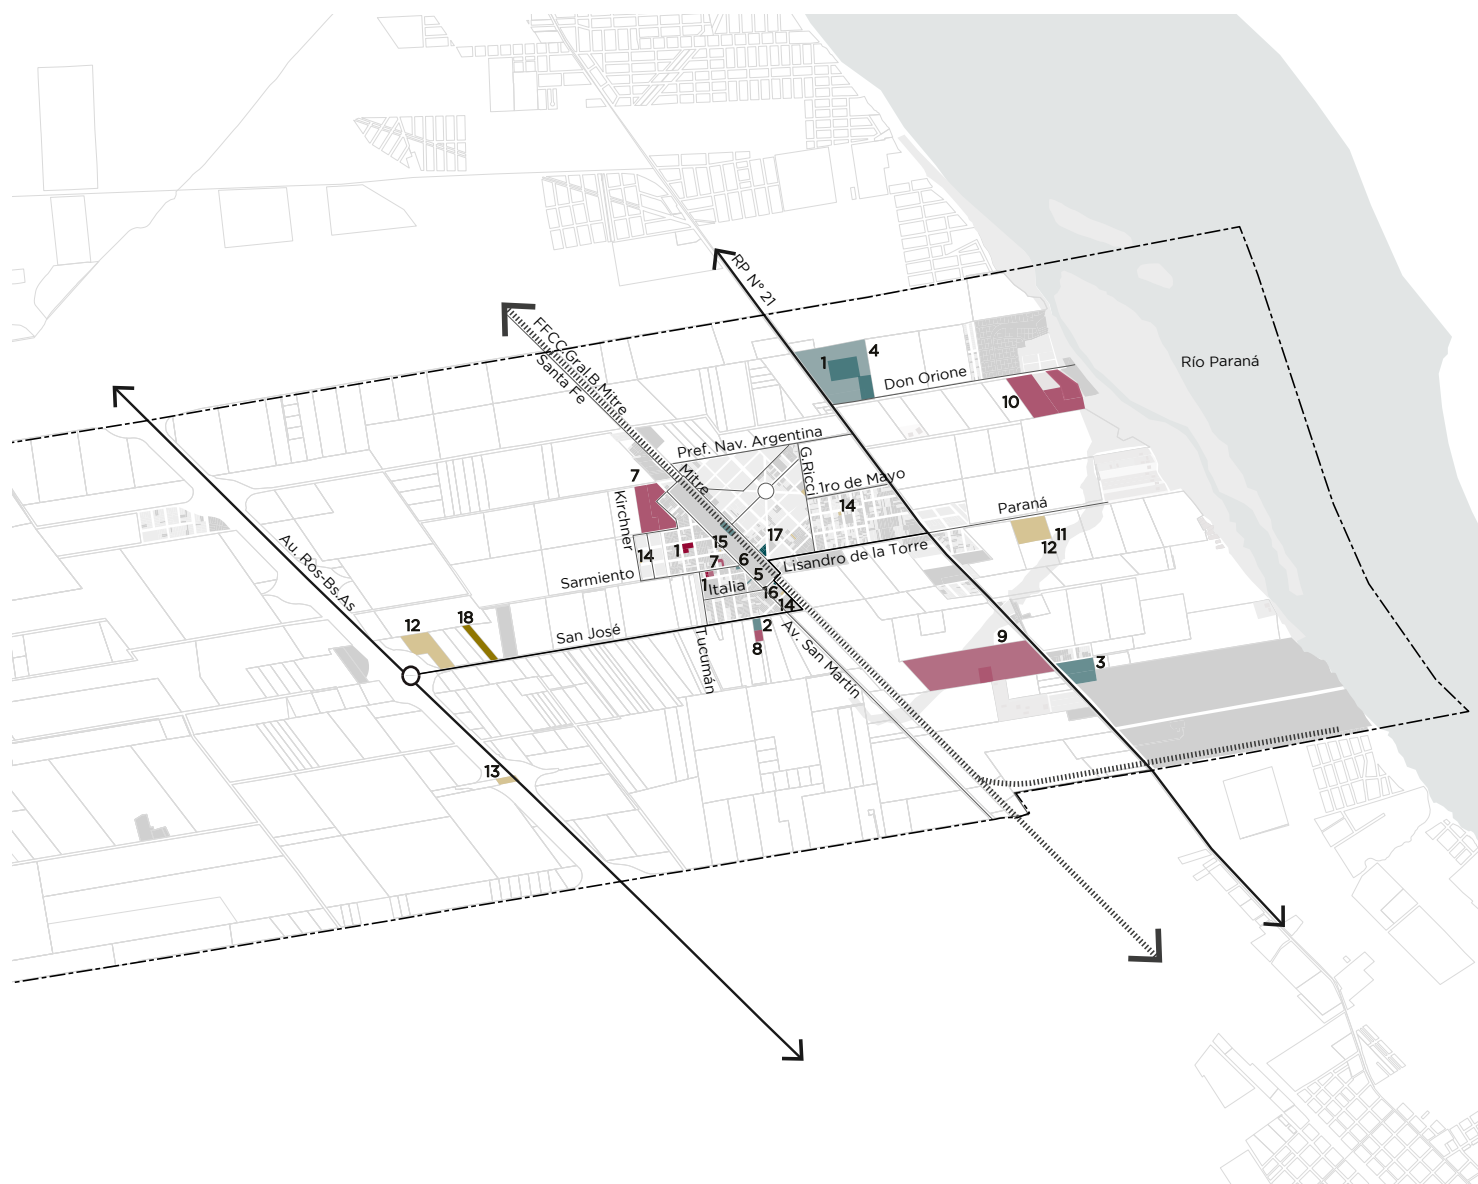 RP N° 21
FFCC.Gral.B.Mitre
Santa Fe
Río Paraná
1
4
Don Orione
10
Pref. Nav. Argentina
Mitre
G.Ricci
1ro de Mayo
7
Kirchner
14
Paraná
11
12
15
17
1
14
6
7
5
Lisandro de la Torre
Sarmiento
1
Italia
16
14
Au. Ros-Bs.As
12
18
San José
2
8
Tucumán
Av. San Martín
9
3
13